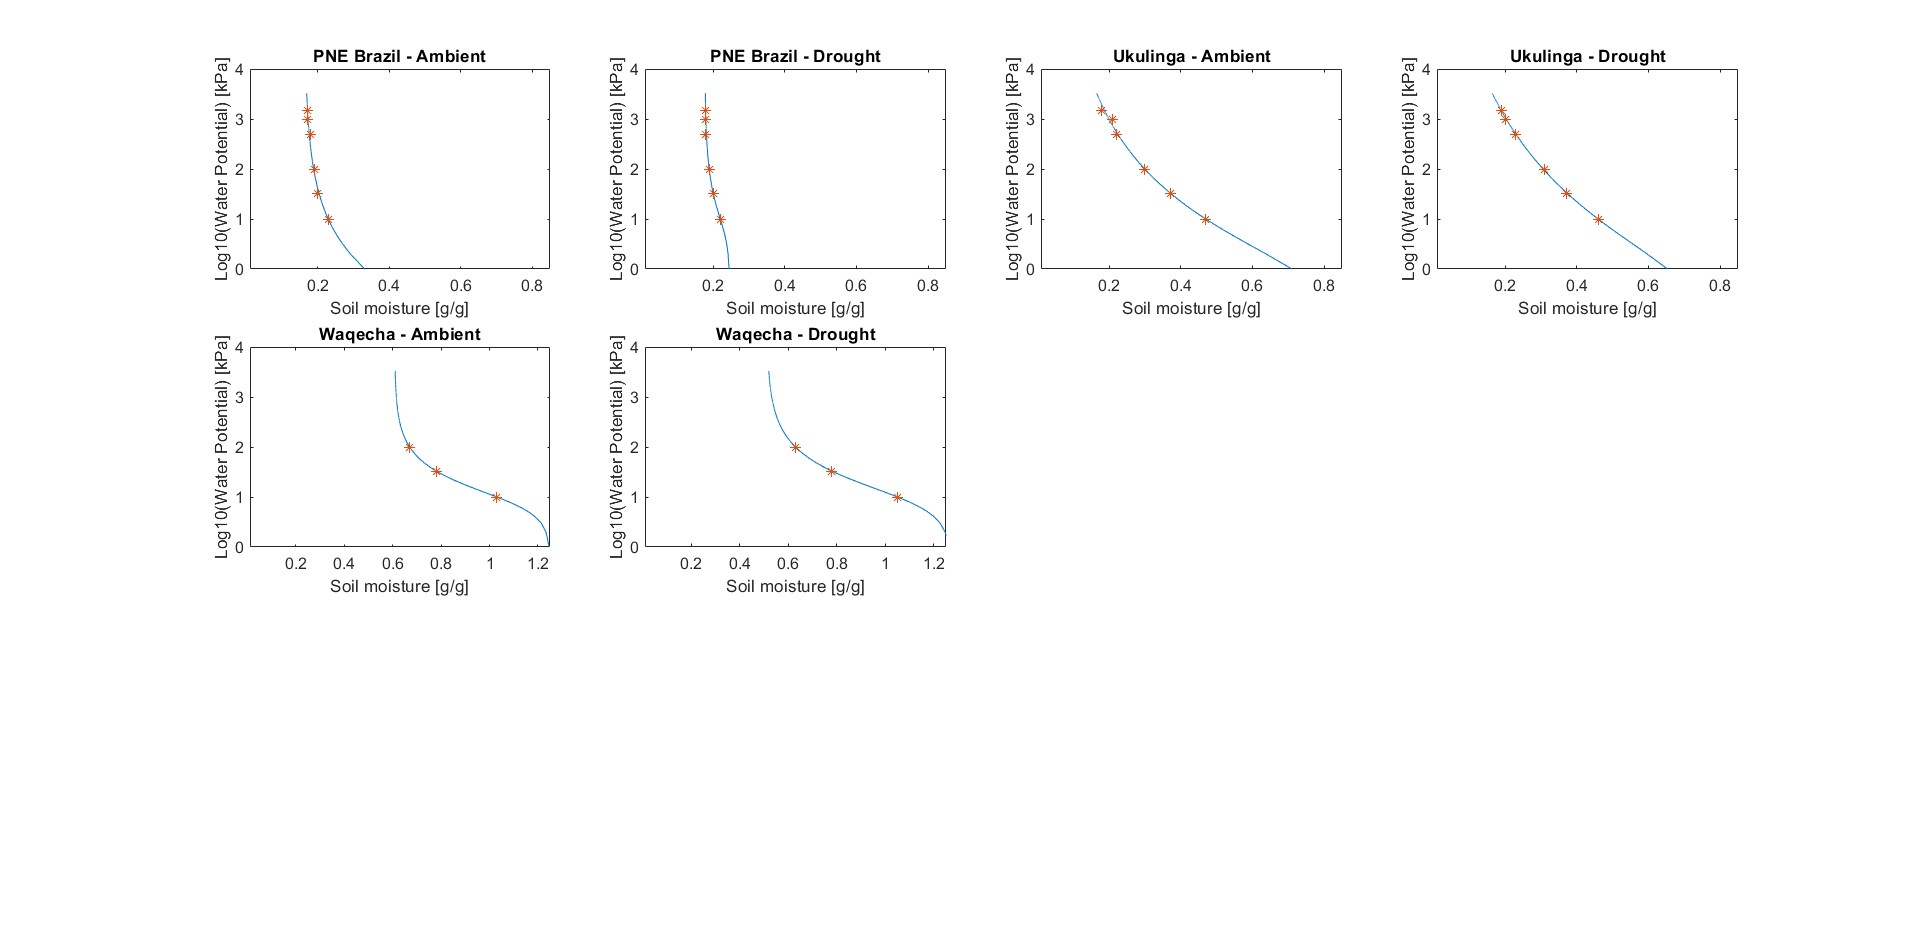 PNE Brazil - Ambient
Log10(Water Potential) [kPa]
4
3
2
1
0
0.2 0.4 0.6 0.8
Soil moisture [g/g]
PNE Brazil - Drought
Log10(Water Potential) [kPa]
4
3
2
1
0
0.2 0.4 0.6 0.8
Soil moisture [g/g]
Ukulinga - Ambient
Log10(Water Potential) [kPa]
4
3
2
1
0
0.2 0.4 0.6 0.8
Soil moisture [g/g]
Ukulinga - Drought
Log10(Water Potential) [kPa]
4
3
2
1
0
0.2 0.4 0.6 0.8
Soil moisture [g/g]
Waqecha - Ambient
Log10(Water Potential) [kPa]
4
3
2
1
0
0.2 0.4 0.6 0.8 1 1.2
Soil moisture [g/g]
Waqecha - Drought
Log10(Water Potential) [kPa]
4
3
2
1
0
0.2 0.4 0.6 0.8 1 1.2
Soil moisture [g/g]